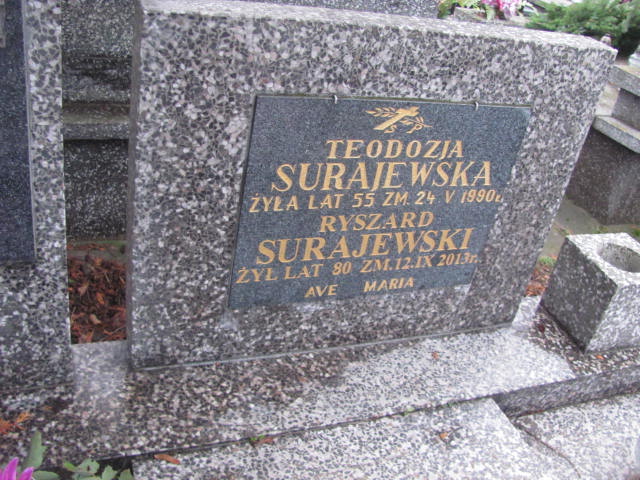 Ś P
TEODOZJA
SURAJEWSKA
ŻYŁA LAT 55 ZM. 24 V 1990r.
RYSZARD
SURAJEWSKI
ŻYŁ LAT 80 ZM.12.IX 2013r.
AVE MARIA